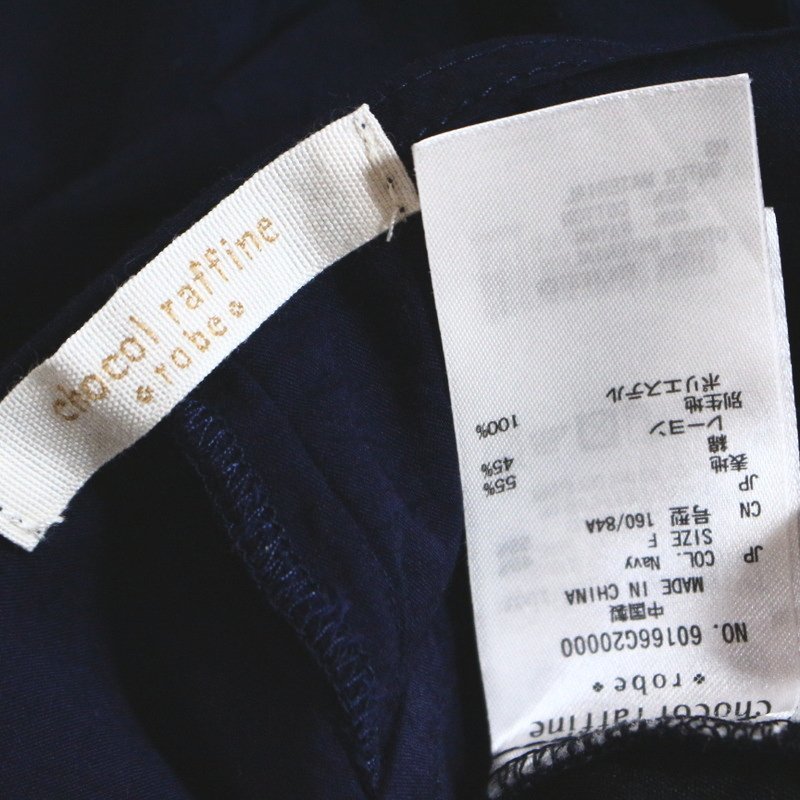 chocol raffine
robe
chocol raffine
robe
NO. 60166G20000
中国製
MADE IN CHINA
JP COL. Navy
SIZE F
CN 号型 160/84A
JP
表地
綿 55%
レーヨン 45%
別生地
ポリエステル 100%